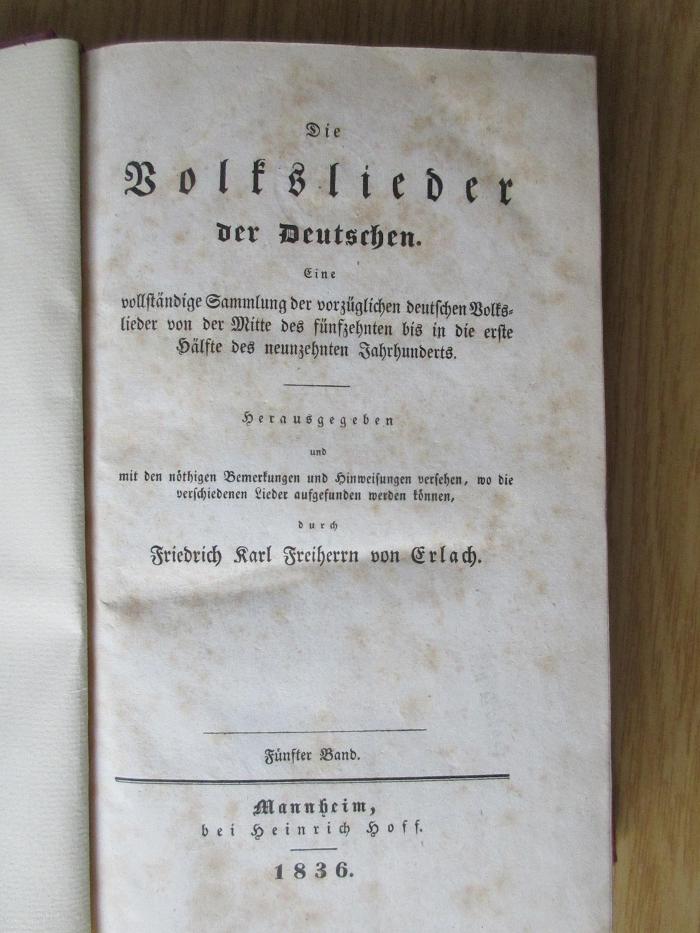 Die
Volkslieder
der Deutschen.
Eine
vollständige Sammlung der vorzüglichen deutschen Volks-
lieder von der Mitte des fünfzehnten bis in die erste
Hälfte des neunzehnten Jahrhunderts.
Herausgegeben
und
mit den nöthigen Bemerkungen und Hinweisungen versehen, wo die
verschiedenen Lieder aufgefunden werden können,
durch
Friedrich Karl Freiherrn von Erlach.
Fünfter Band.
Mannheim,
bei Heinrich Hoff.
1836.